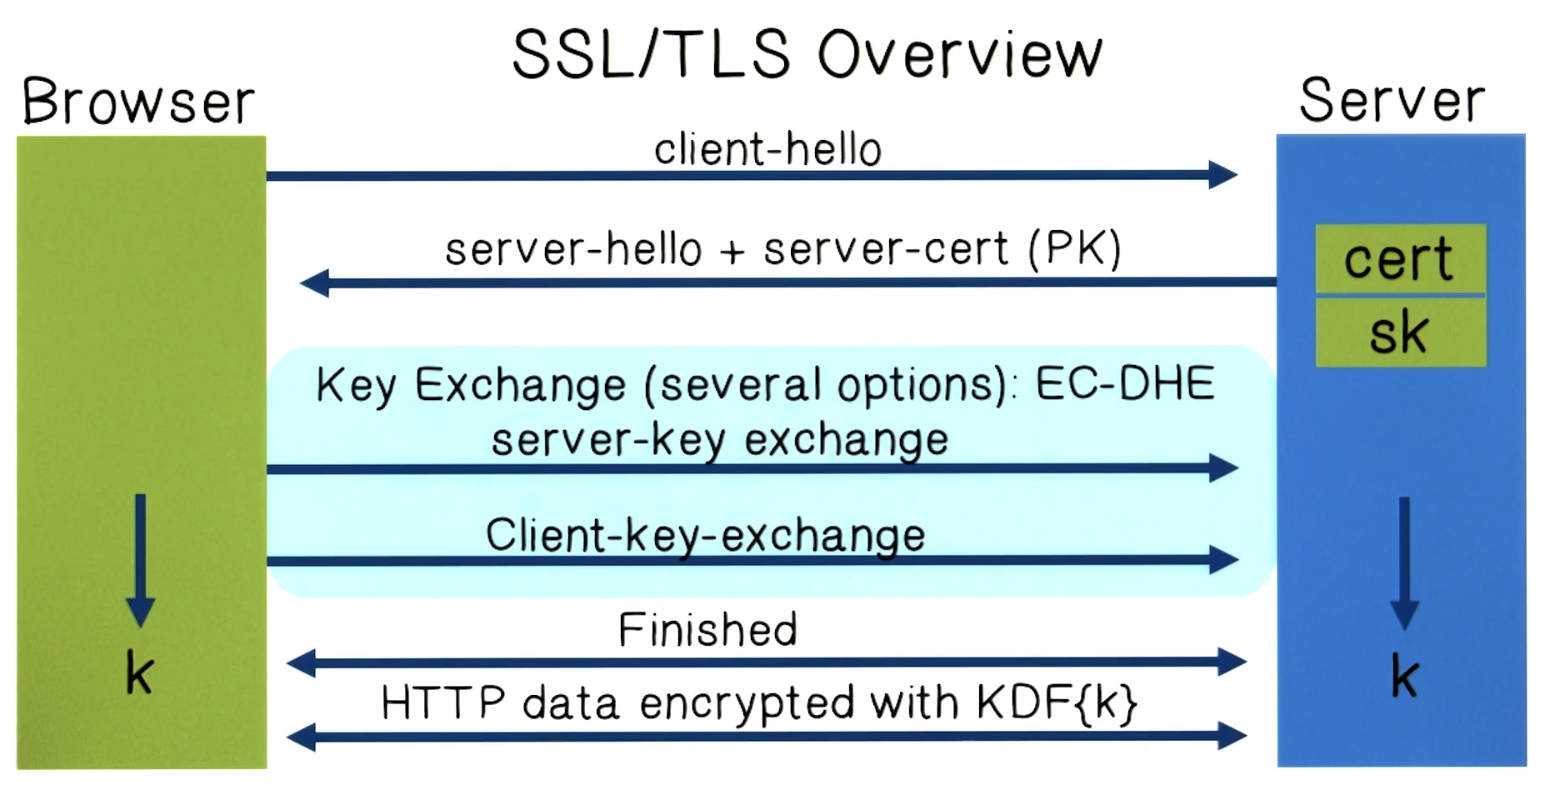 SSL/TLS Overview
Browser
Server
client-hello
server-hello + server-cert (PK)
cert
sk
Key Exchange (several options): EC-DHE
server-key exchange
Client-key-exchange
Finished
k
k
HTTP data encrypted with KDF{k}